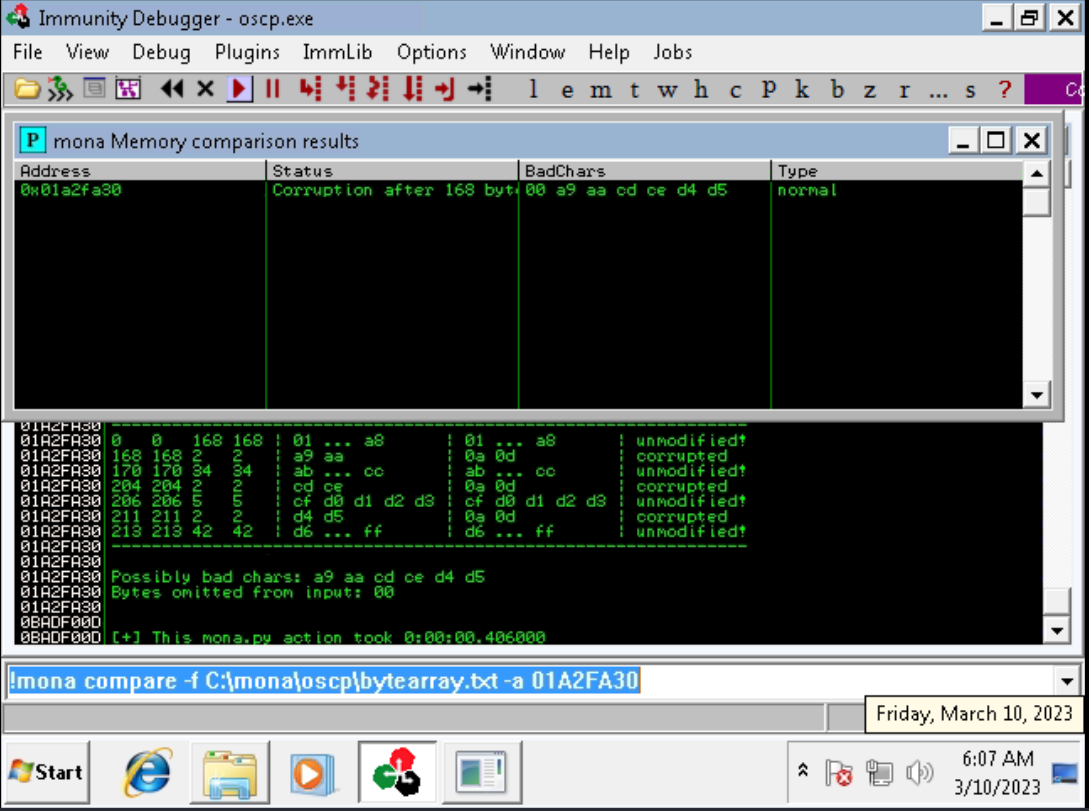 Immunity Debugger - oscp.exe
File View Debug Plugins ImmLib Options Window Help Jobs
l e m t w h c P k b z r ... s ?
P mona Memory comparison results
Address Status BadChars Type
0x01a2fa30 Corruption after 168 byt 00 a9 aa cd ce d4 d5 normal
01A2FA30 ----------
01A2FA30 0 0 168 168 | 01 ... a8 | 01 ... a8 | unmodified!
01A2FA30 168 168 2 2 | a9 aa | 0a 0d | corrupted
01A2FA30 170 170 34 34 | ab ... cc | ab ... cc | unmodified!
01A2FA30 204 204 2 2 | cd ce | 0a 0d | corrupted
01A2FA30 206 206 5 5 | cf d0 d1 d2 d3 | cf d0 d1 d2 d3 | unmodified!
01A2FA30 211 211 2 2 | d4 d5 | 0a 0d | corrupted
01A2FA30 213 213 42 42 | d6 ... ff | d6 ... ff | unmodified!
01A2FA30 ----------
01A2FA30
01A2FA30 Possibly bad chars: a9 aa cd ce d4 d5
01A2FA30 Bytes omitted from input: 00
01A2FA30
0BADF00D
0BADF00D [+] This mona.py action took 0:00:00.406000
!mona compare -f C:\mona\oscp\bytearray.txt -a 01A2FA30
Friday, March 10, 2023
Start
6:07 AM
3/10/2023